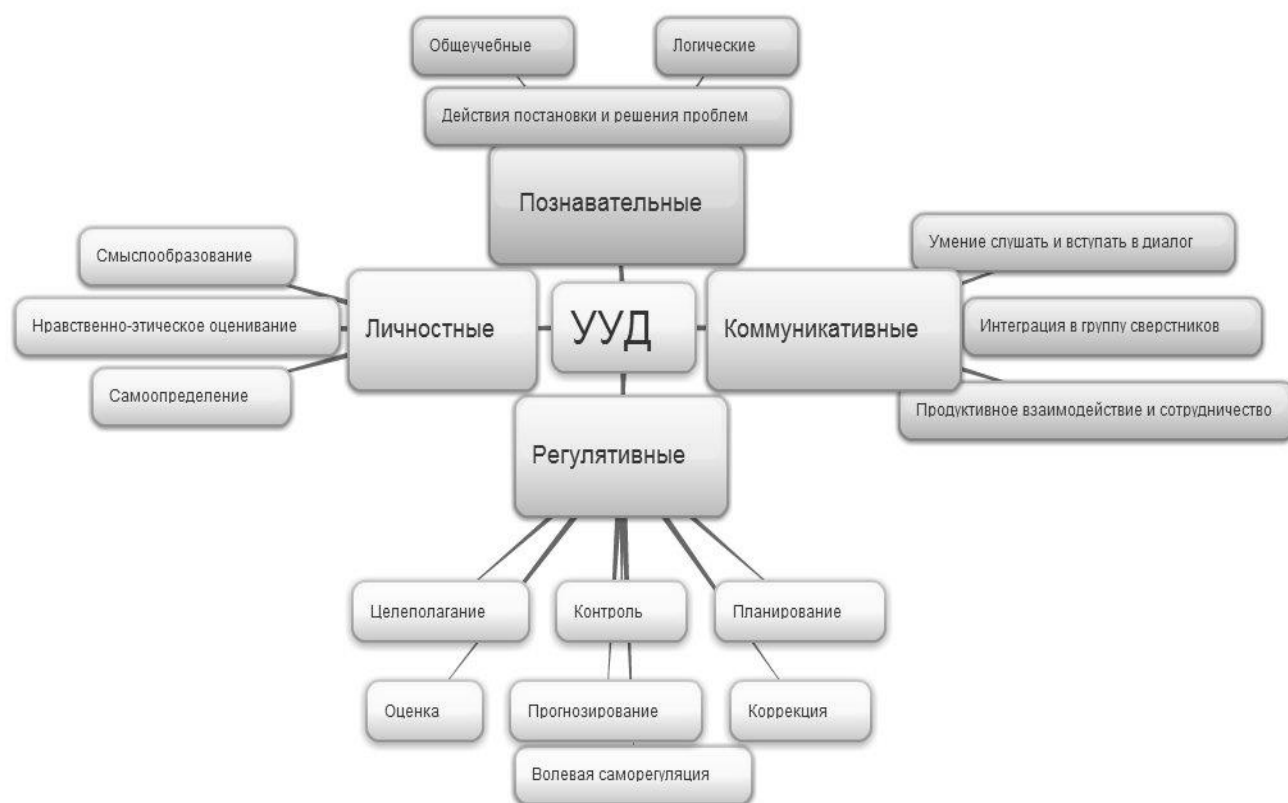 Общеучебные
Логические
Действия постановки и решения проблем
Познавательные
Смыслообразование
Умение слушать и вступать в диалог
Нравственно-этическое оценивание
Личностные
УУД
Коммуникативные
Интеграция в группу сверстников
Самоопределение
Продуктивное взаимодействие и сотрудничество
Регулятивные
Целеполагание
Контроль
Планирование
Оценка
Прогнозирование
Коррекция
Волевая саморегуляция